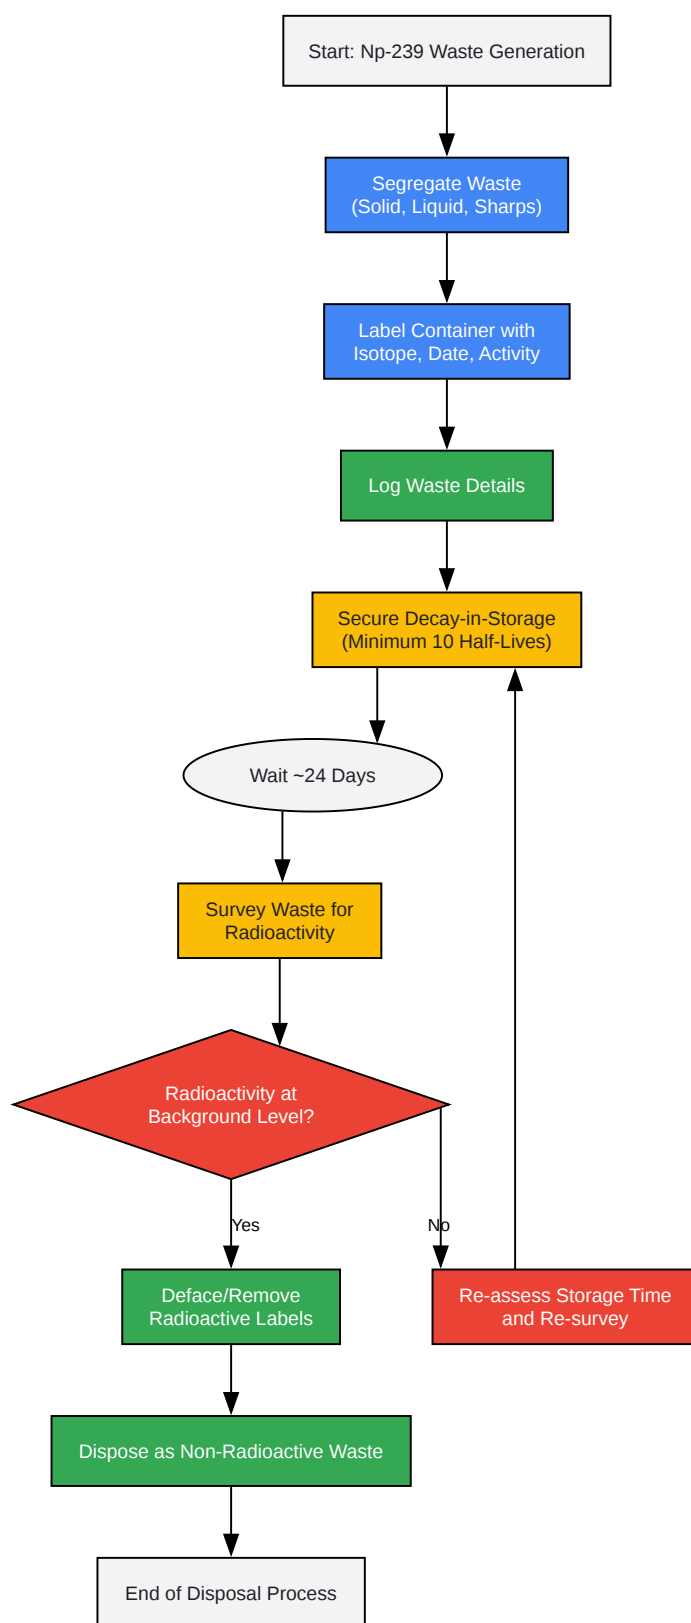 Start: Np-239 Waste Generation
Segregate Waste
(Solid, Liquid, Sharps)
Label Container with
Isotope, Date, Activity
Log Waste Details
Secure Decay-in-Storage
(Minimum 10 Half-Lives)
Wait ~24 Days
Survey Waste for
Radioactivity
Radioactivity at
Background Level?
Yes
No
Deface/Remove
Radioactive Labels
Re-assess Storage Time
and Re-survey
Dispose as Non-Radioactive Waste
End of Disposal Process